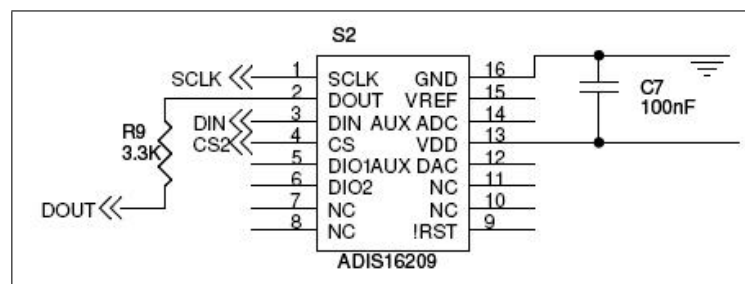 S2
SCLK 1 SCLK GND 16
2 DOUT VREF 15
DIN 3 DIN AUX ADC 14
CS2 4 CS VDD 13
5 DIO1 AUX DAC 12
6 DIO2 NC 11
7 NC NC 10
8 NC !RST 9
ADIS16209
R9
3.3K
DOUT
C7
100nF